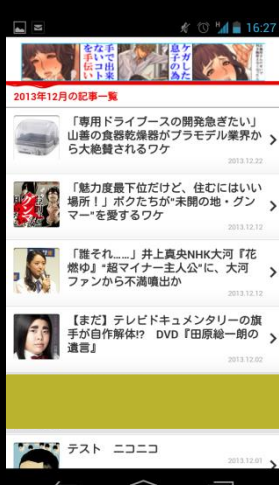 16:27
ケガした
息子の為
手で出来
ないコト
を手伝い
2013年12月の記事一覧
「専用ドライブースの開発急ぎたい」
山善の食器乾燥器がプラモデル業界か
ら大絶賛されるワケ
2013.12.22
「魅力度最下位だけど、住むにはいい
場所！」ボクたちが“未開の地・グン
マー”を愛するワケ
2013.12.12
「誰それ……」井上真央NHK大河『花
燃ゆ』“超マイナー主人公”に、大河
ファンから不満噴出か
2013.12.12
【まだ】テレビドキュメンタリーの旗
手が自作解体!?　DVD『田原総一朗の
遺言』
2013.12.02
テスト　ニコニコ
2013.12.01